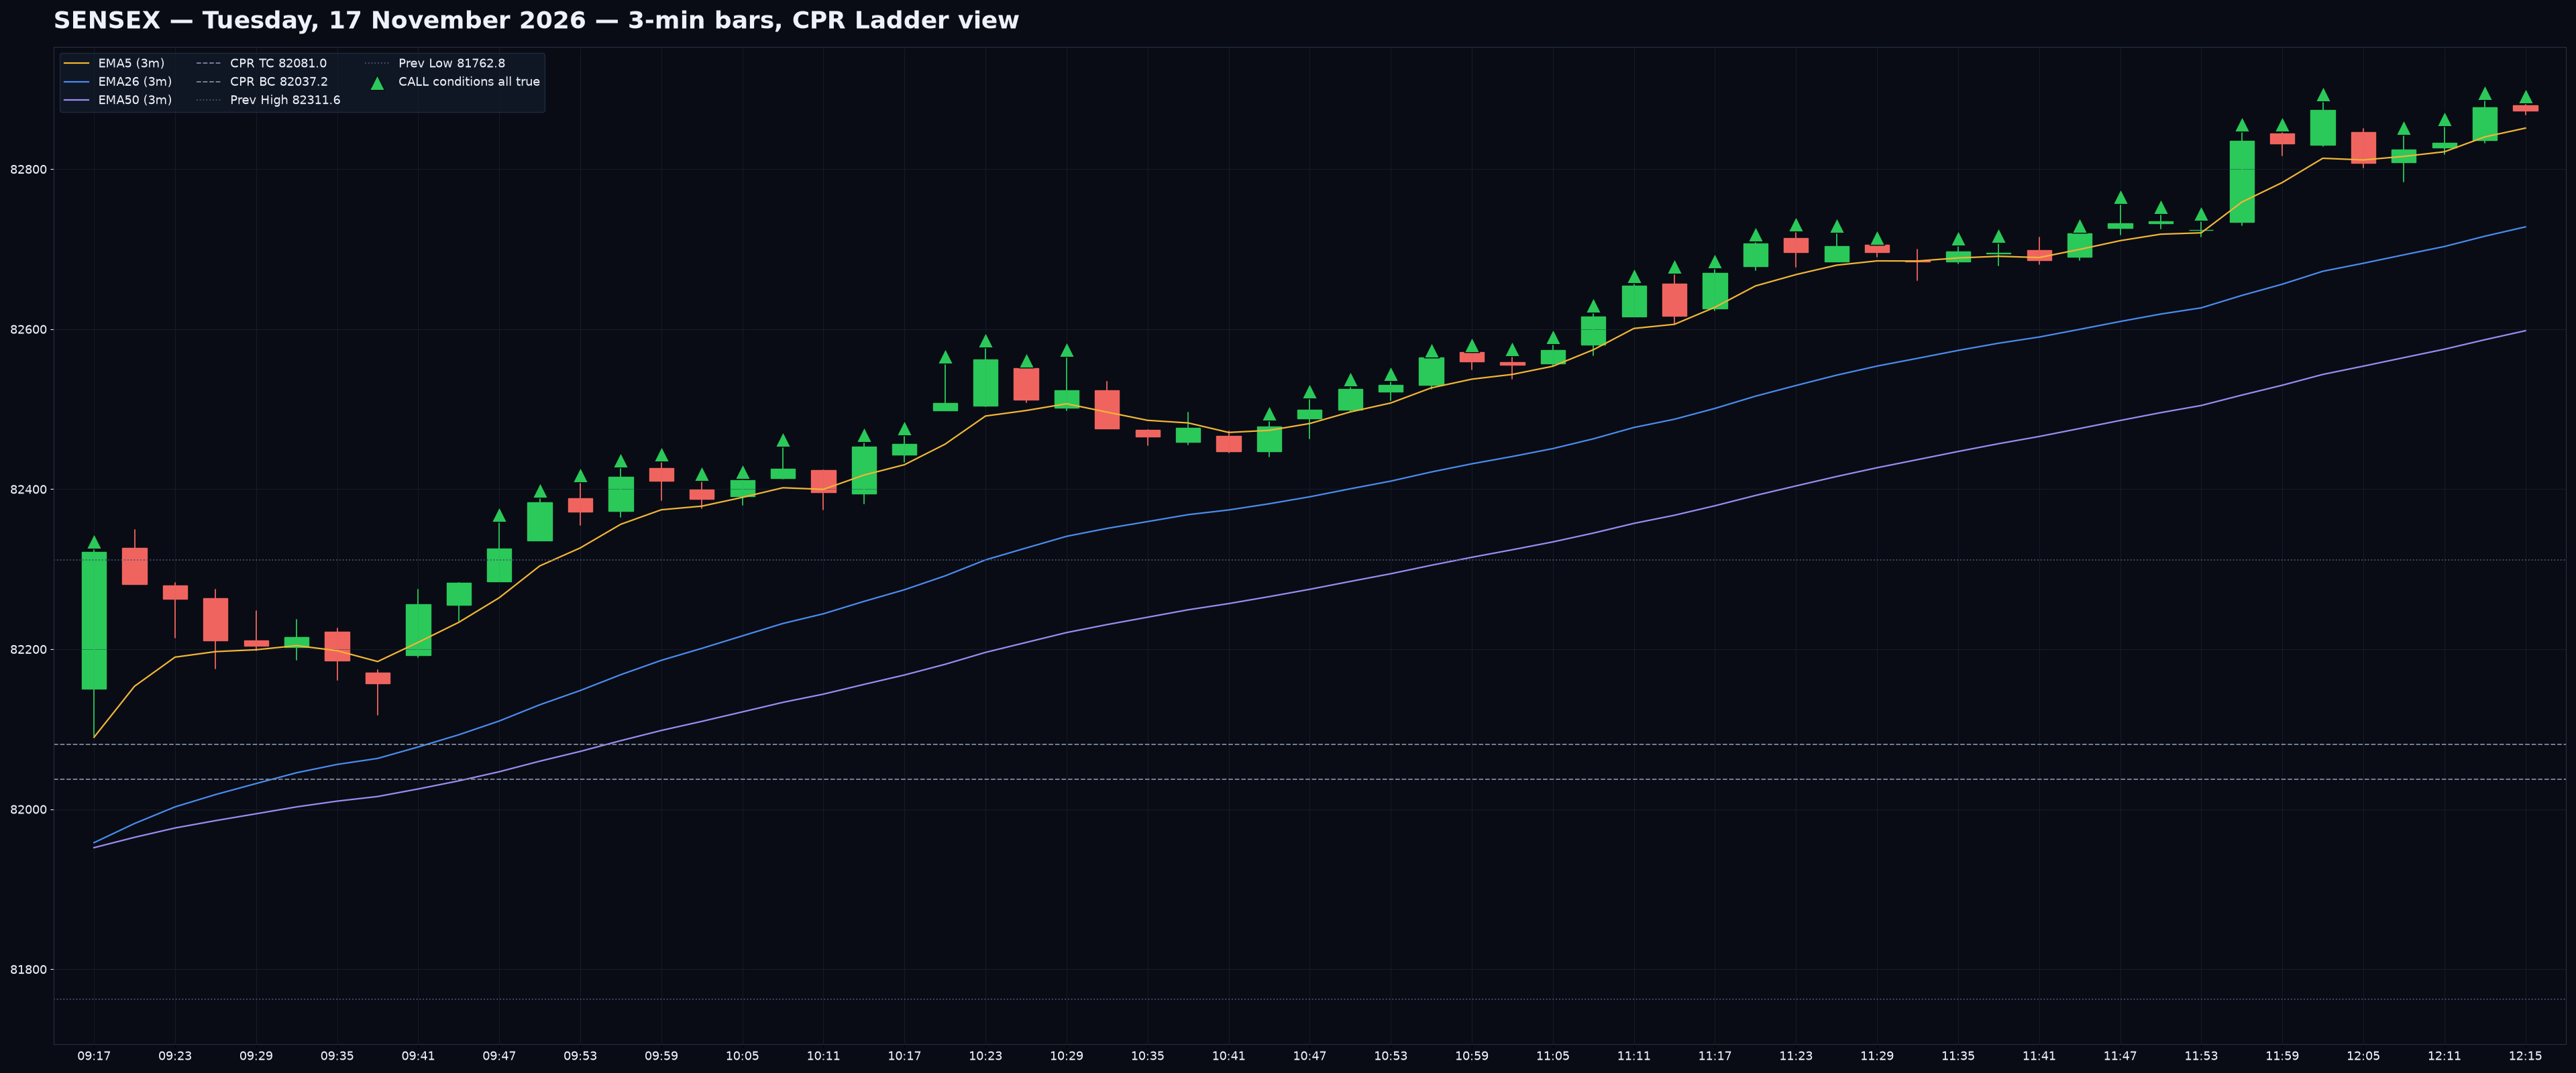 SENSEX — Tuesday, 17 November 2026 — 3-min bars, CPR Ladder view
EMA5 (3m)
EMA26 (3m)
EMA50 (3m)
CPR TC 82081.0
CPR BC 82037.2
Prev High 82311.6
Prev Low 81762.8
CALL conditions all true
82800
82600
82400
82200
82000
81800
09:17 09:23 09:29 09:35 09:41 09:47 09:53 09:59 10:05 10:11 10:17 10:23 10:29 10:35 10:41 10:47 10:53 10:59 11:05 11:11 11:17 11:23 11:29 11:35 11:41 11:47 11:53 11:59 12:05 12:11 12:15